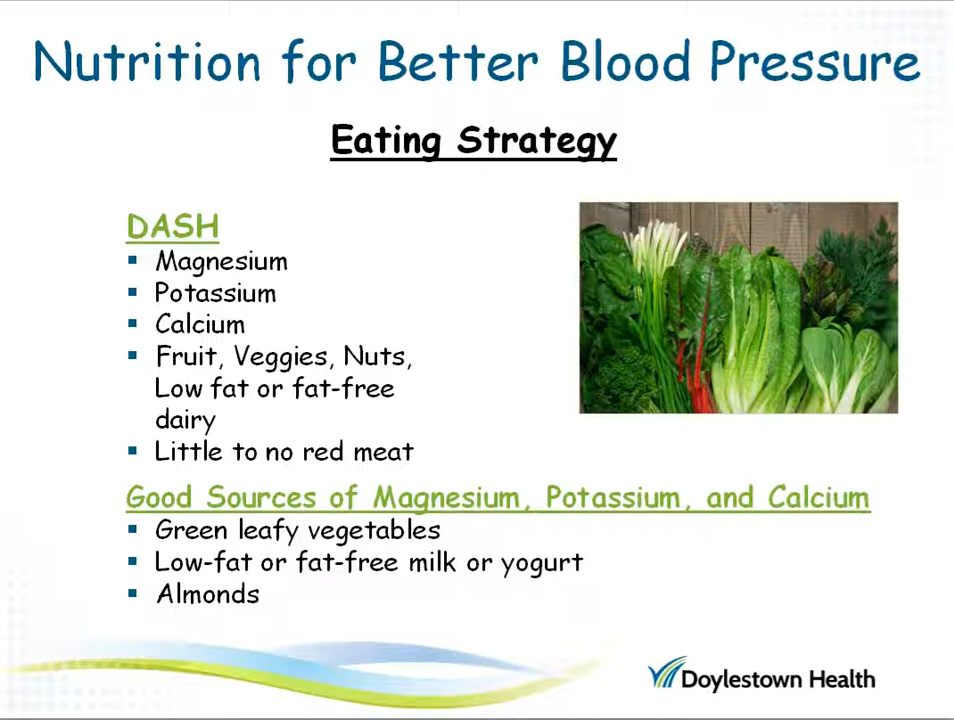 Nutrition for Better Blood Pressure
Eating Strategy
DASH
▪ Magnesium
▪ Potassium
▪ Calcium
▪ Fruit, Veggies, Nuts,
Low fat or fat-free
dairy
▪ Little to no red meat
Good Sources of Magnesium, Potassium, and Calcium
▪ Green leafy vegetables
▪ Low-fat or fat-free milk or yogurt
▪ Almonds
Doylestown Health